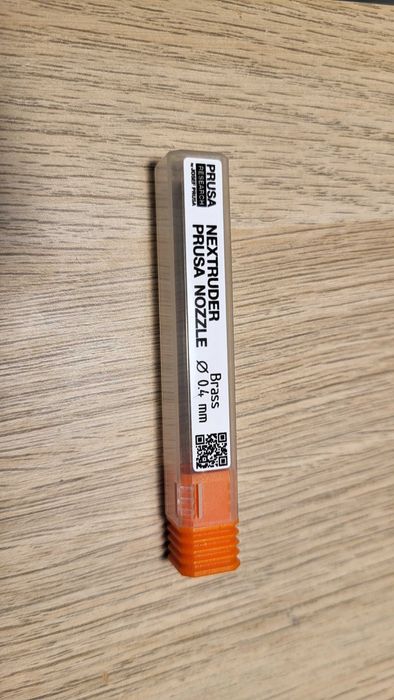 PRUSA
RESEARCH
by JOSEF PRUSA
NEXTRUDER
PRUSA NOZZLE
Brass
Ø 0.4 mm